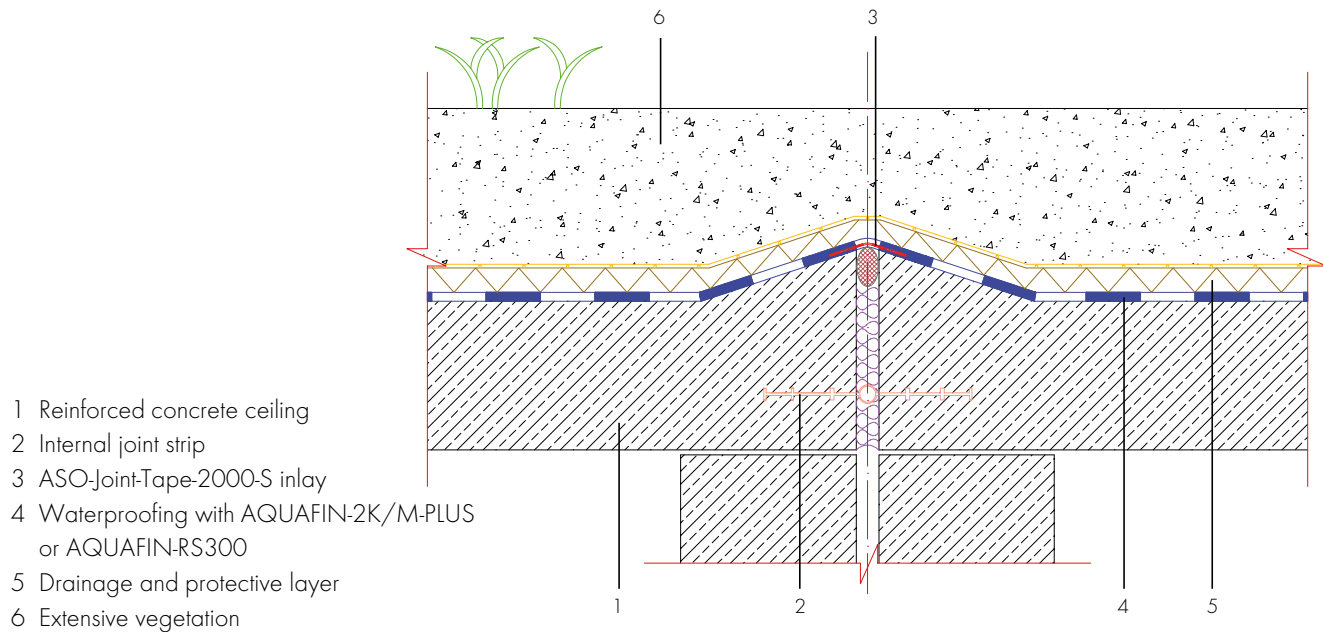 6 3
1 Reinforced concrete ceiling
2 Internal joint strip
3 ASO-Joint-Tape-2000-S inlay
4 Waterproofing with AQUAFIN-2K/M-PLUS
or AQUAFIN-RS300
5 Drainage and protective layer
6 Extensive vegetation
1 2 4 5